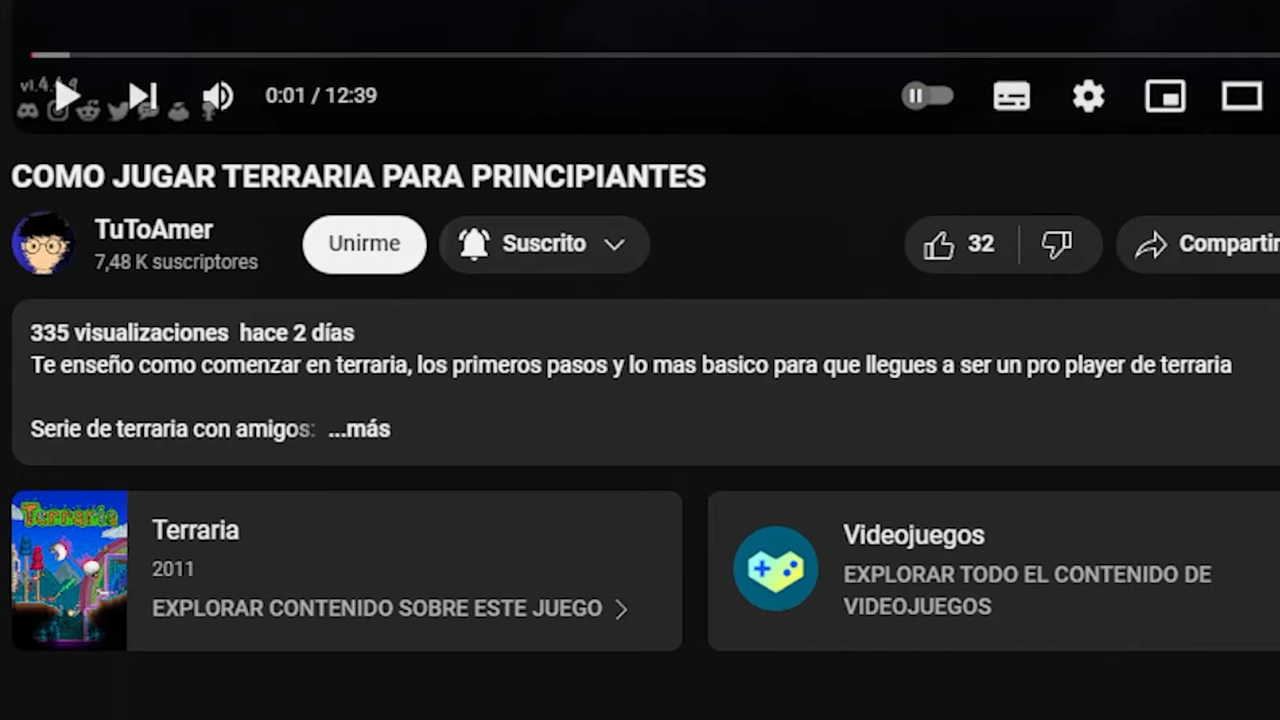 v1.4.4.9
0:01 / 12:39
COMO JUGAR TERRARIA PARA PRINCIPIANTES
TuToAmer
7,48 K suscriptores
Unirme
Suscrito
32
Compartir
335 visualizaciones hace 2 días
Te enseño como comenzar en terraria, los primeros pasos y lo mas basico para que llegues a ser un pro player de terraria
Serie de terraria con amigos: ...más
Terraria
Terraria
2011
EXPLORAR CONTENIDO SOBRE ESTE JUEGO
Videojuegos
EXPLORAR TODO EL CONTENIDO DE
VIDEOJUEGOS